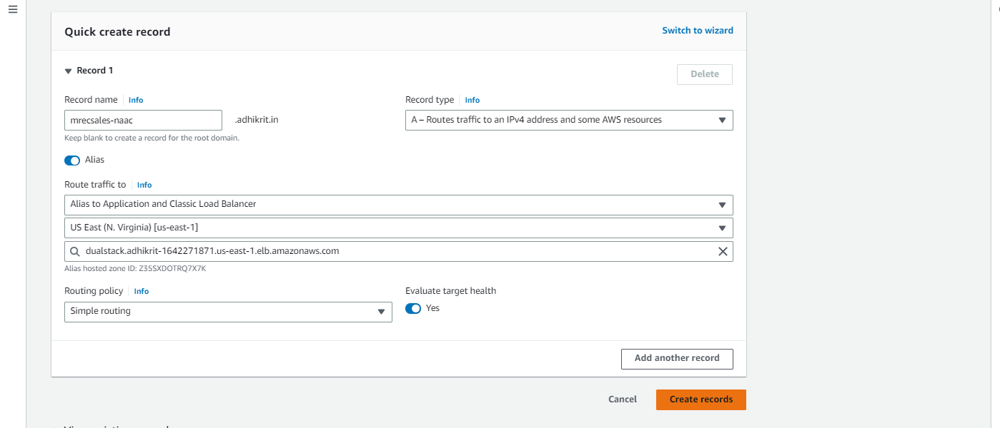 Quick create record
Switch to wizard
Record 1
Delete
Record name Info
Record type Info
mrecsales-naac
.adhikrit.in
A – Routes traffic to an IPv4 address and some AWS resources
Keep blank to create a record for the root domain.
Alias
Route traffic to Info
Alias to Application and Classic Load Balancer
US East (N. Virginia) [us-east-1]
dualstack.adhikrit-1642271871.us-east-1.elb.amazonaws.com
Alias hosted zone ID: Z35SXDOTRQ7X7K
Routing policy Info
Evaluate target health
Simple routing
Yes
Add another record
Cancel
Create records